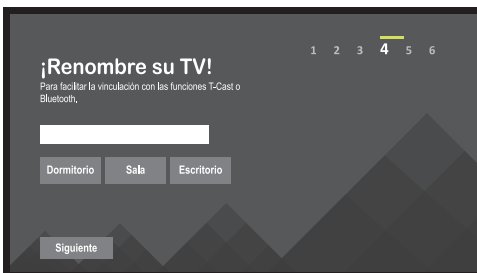 1 2 3 4 5 6
¡Renombre su TV!
Para facilitar la vinculación con las funciones T-Cast o
Bluetooth,
Dormitorio Sala Escritorio
Siguiente